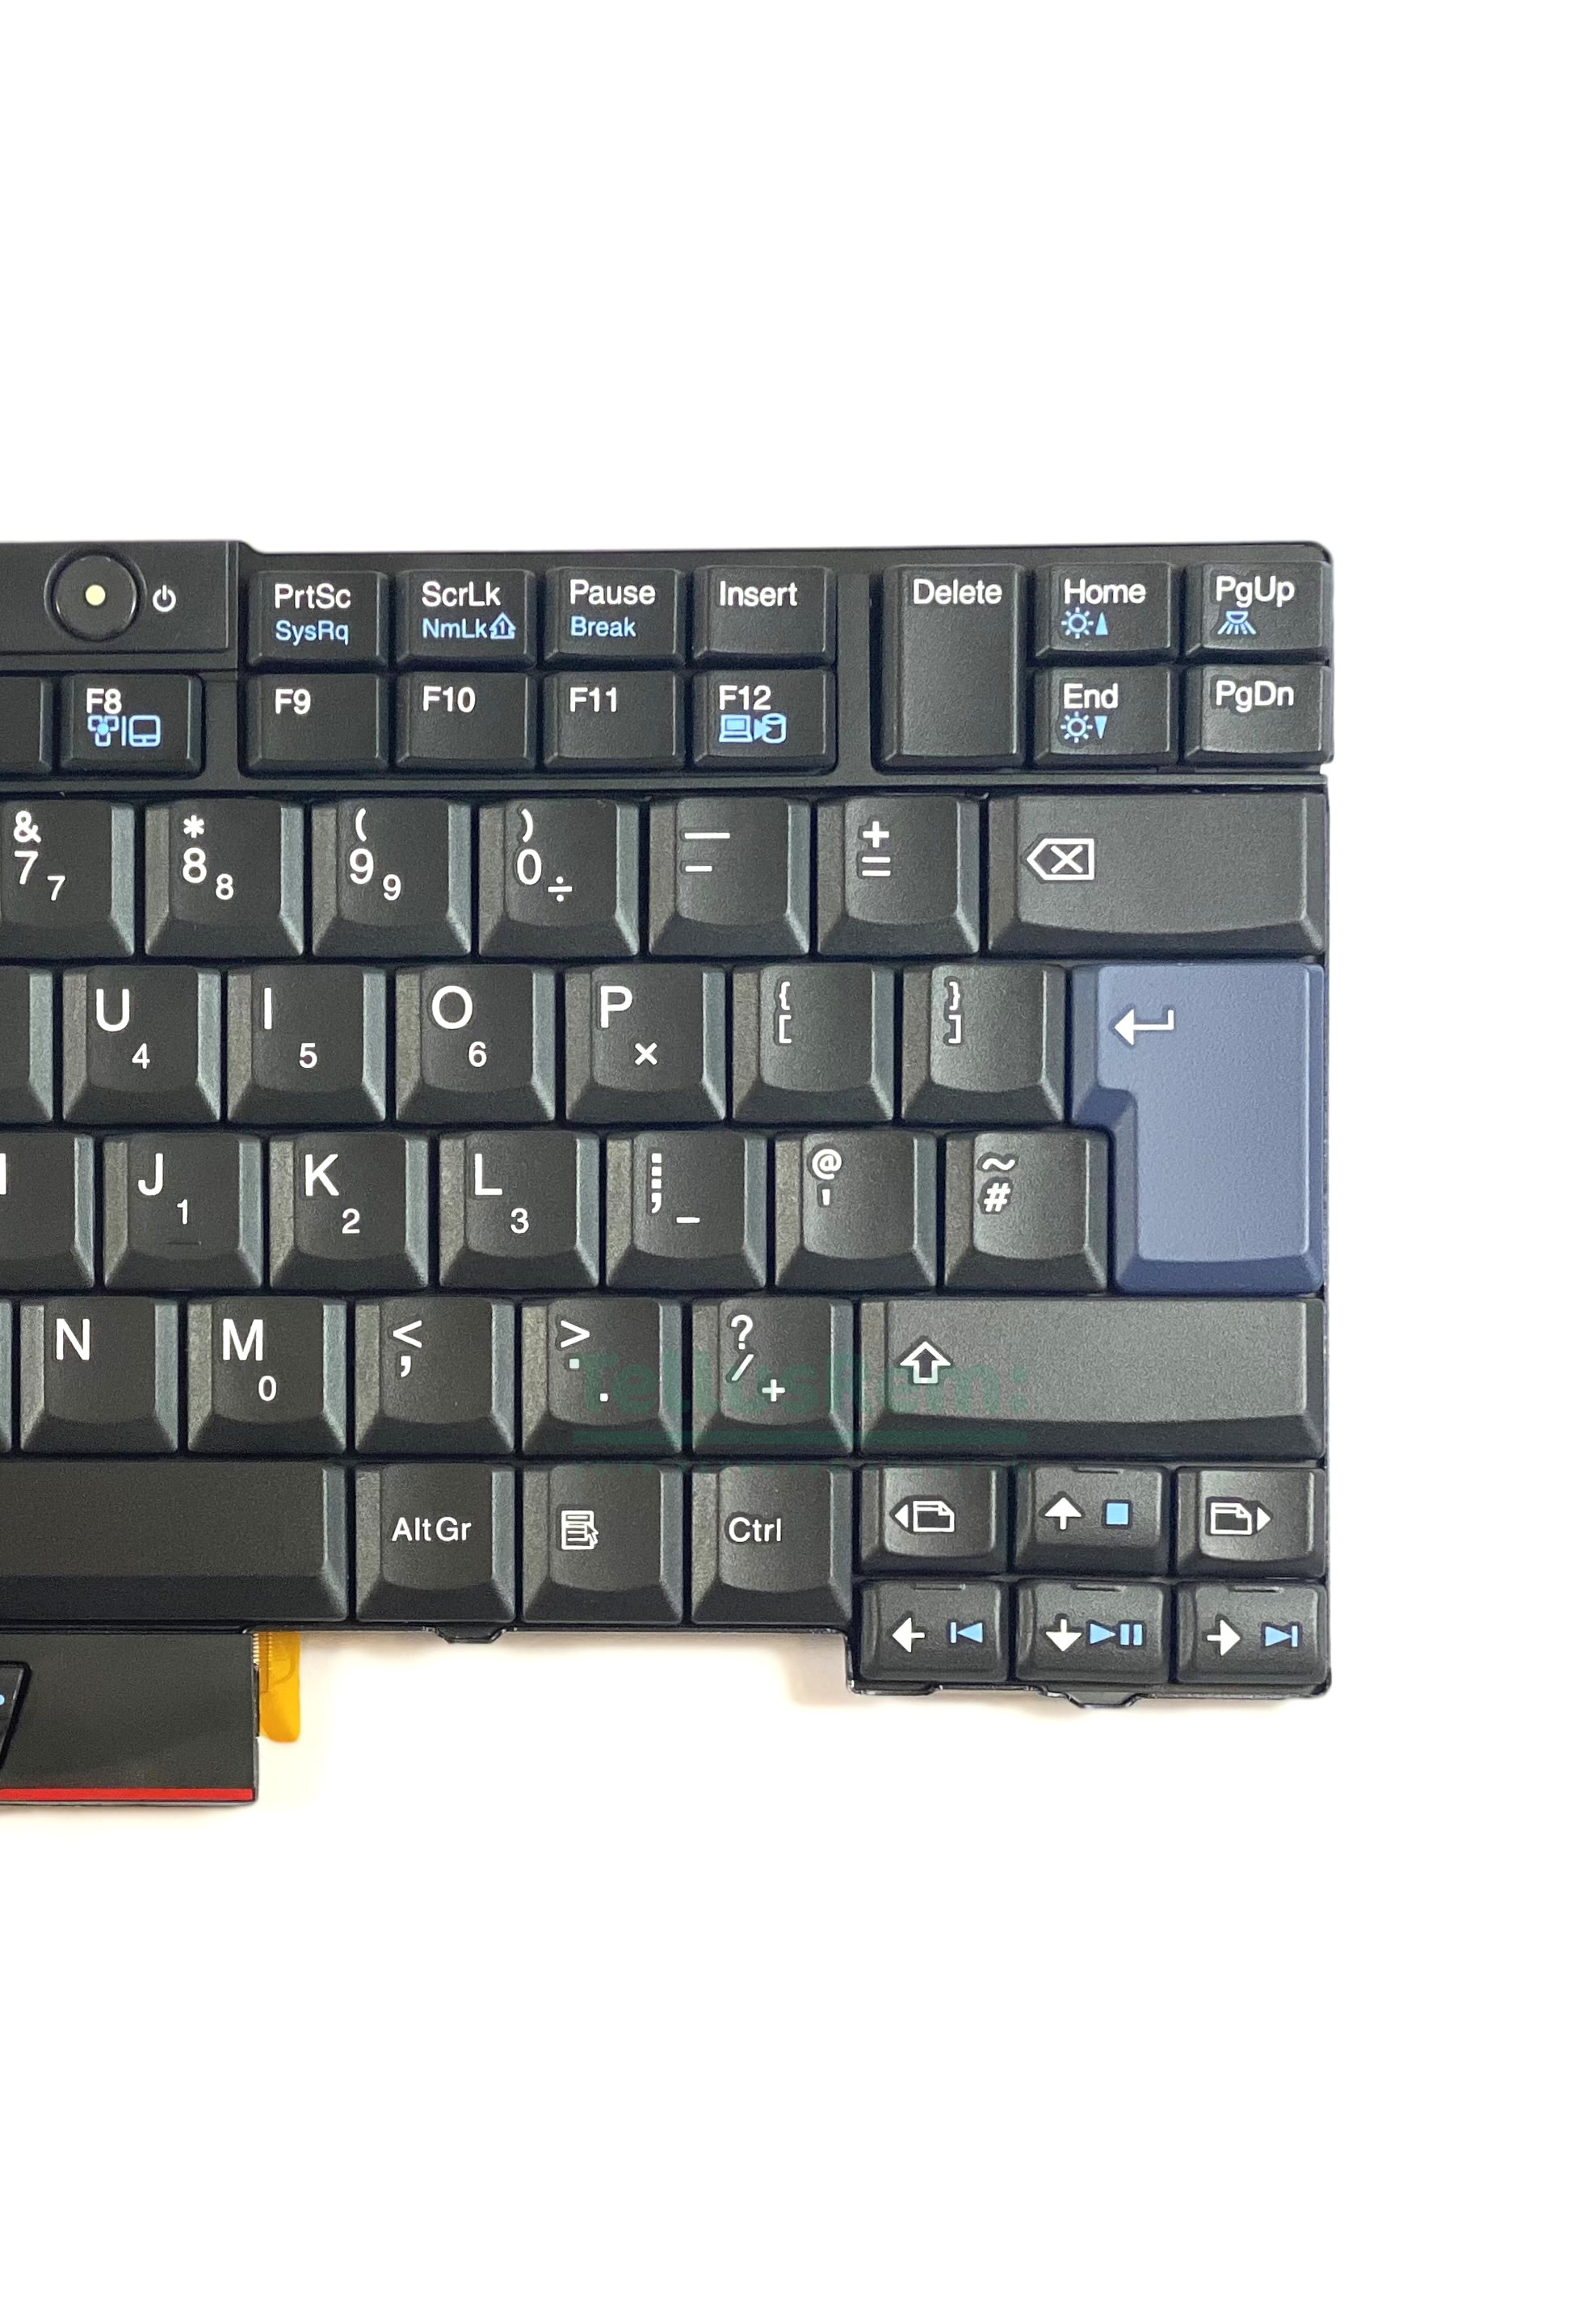 PrtSc ScrLk Pause Insert Delete Home PgUp
SysRq NmLk Break
F8 F9 F10 F11 F12 End PgDn
& * ( ) — +
7 7 8 8 9 9 0 ÷ - =
U I O P { }
4 5 6 × [ ]
J K L : @ ~
1 2 3 ; - ' #
N M < > ?
0 , . . / +
TellusRem:
AltGr Ctrl